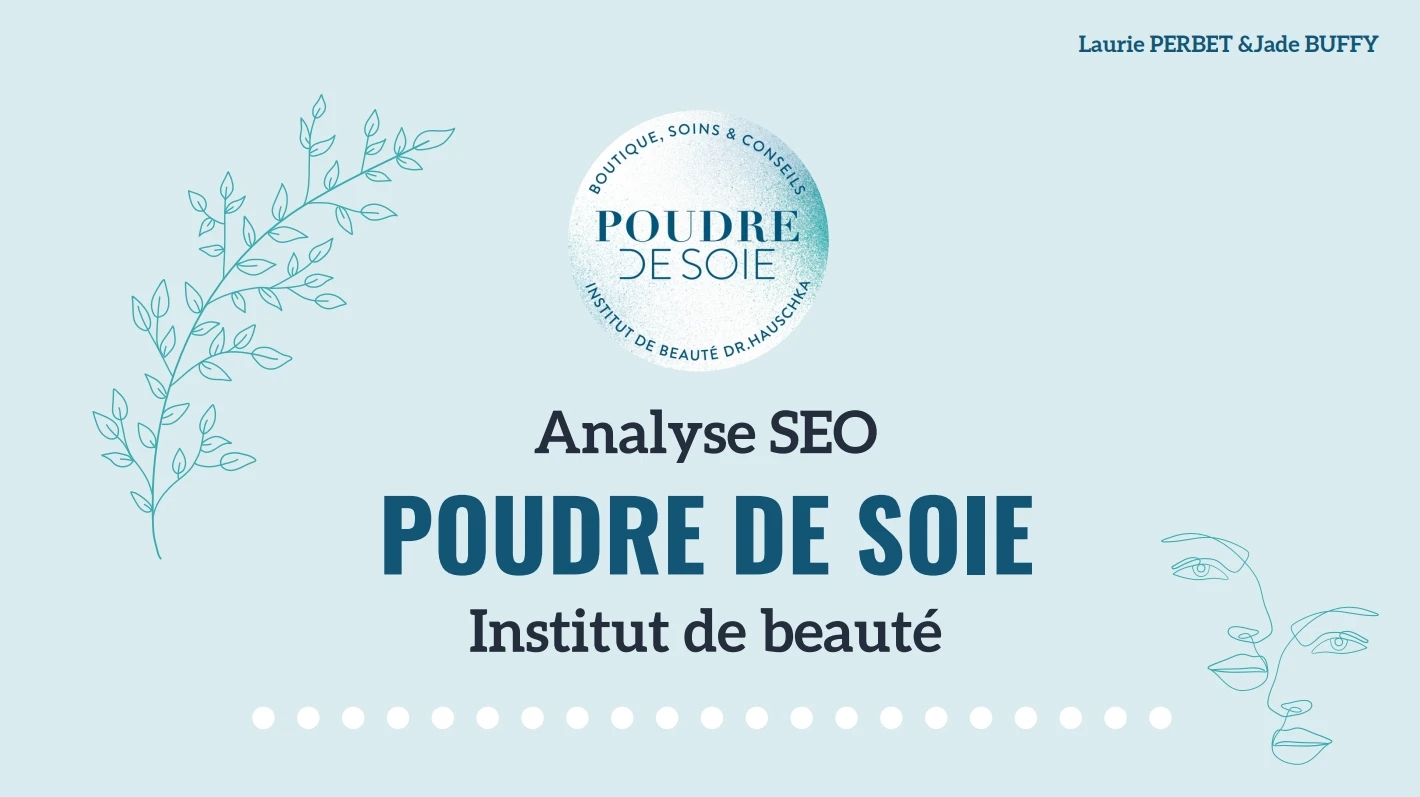 Laurie PERBET &Jade BUFFY
BOUTIQUE, SOINS & CONSEILS
POUDRE
DE SOIE
INSTITUT DE BEAUTÉ DR.HAUSCHKA
Analyse SEO
POUDRE DE SOIE
Institut de beauté